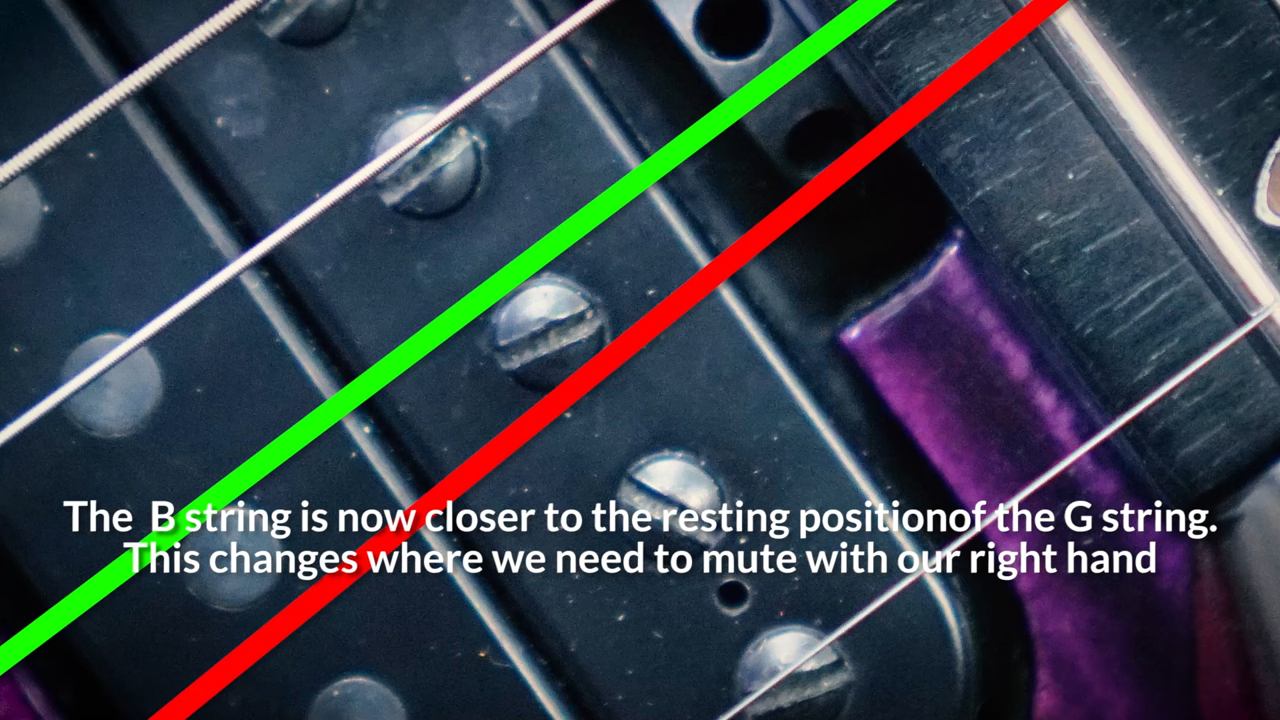 The  B string is now closer to the resting positionof the G string.
This changes where we need to mute with our right hand